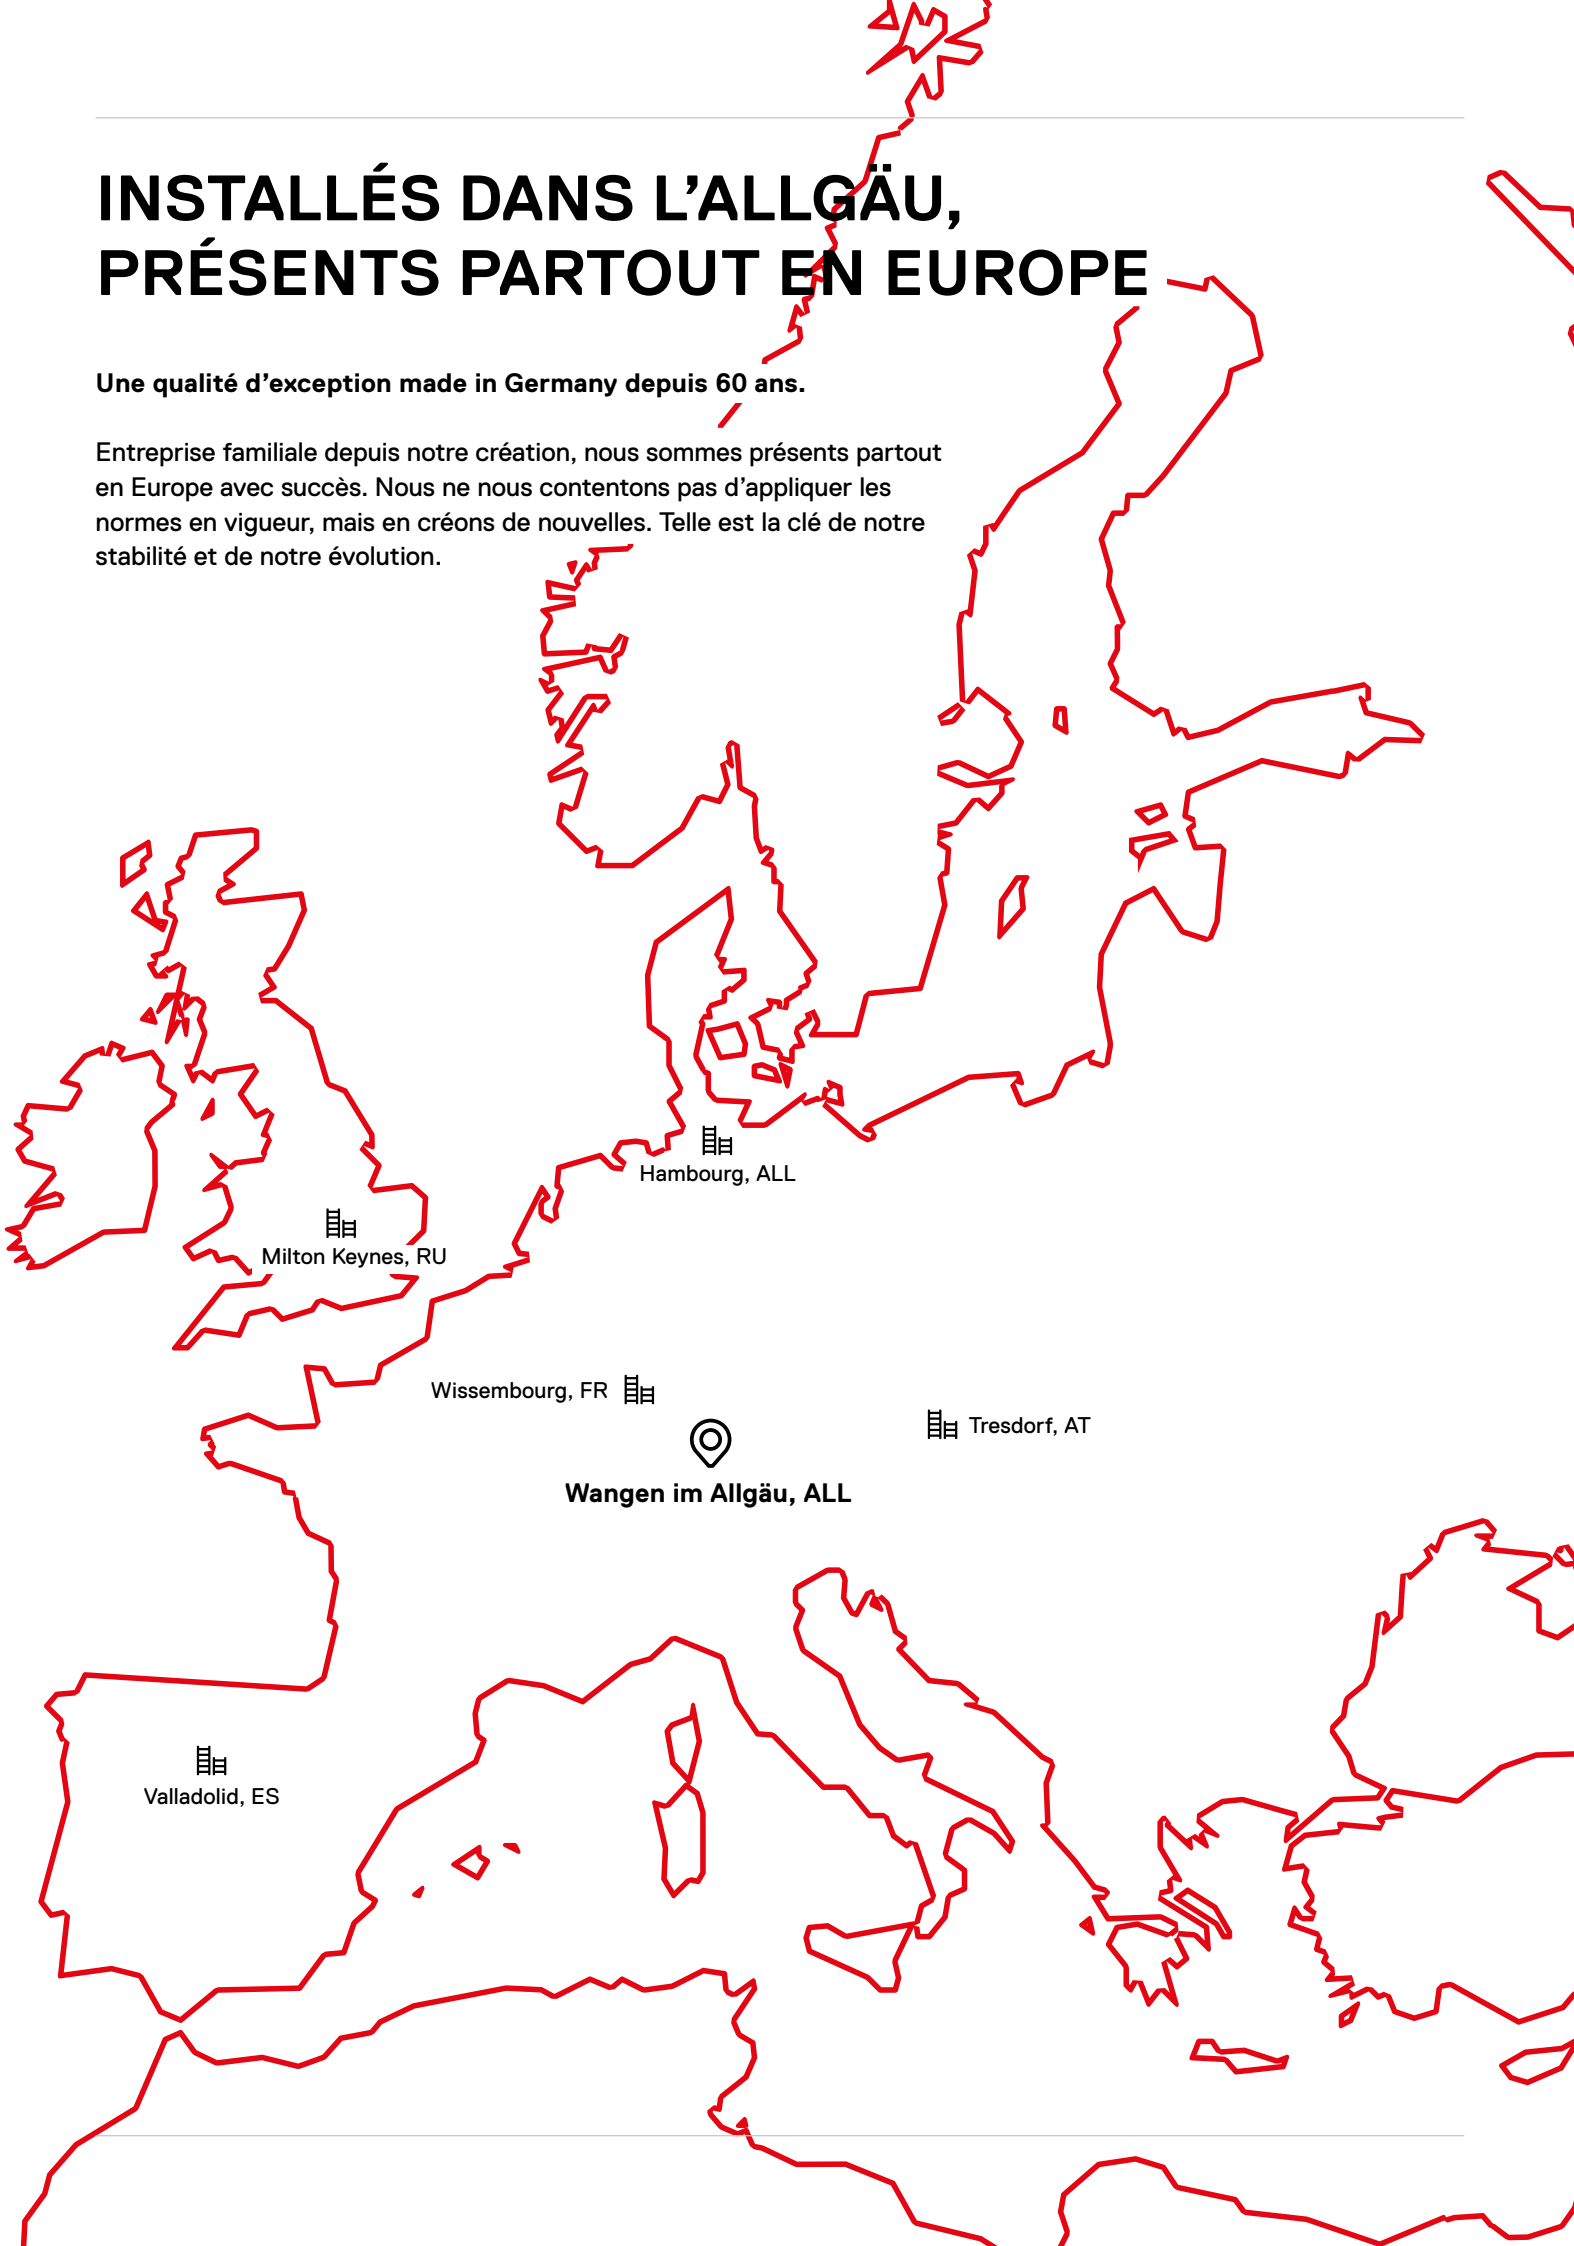 INSTALLÉS DANS L’ALLGÄU,
PRÉSENTS PARTOUT EN EUROPE
Une qualité d’exception made in Germany depuis 60 ans.
Entreprise familiale depuis notre création, nous sommes présents partout
en Europe avec succès. Nous ne nous contentons pas d’appliquer les
normes en vigueur, mais en créons de nouvelles. Telle est la clé de notre
stabilité et de notre évolution.
Hambourg, ALL
Milton Keynes, RU
Wissembourg, FR
Tresdorf, AT
Wangen im Allgäu, ALL
Valladolid, ES